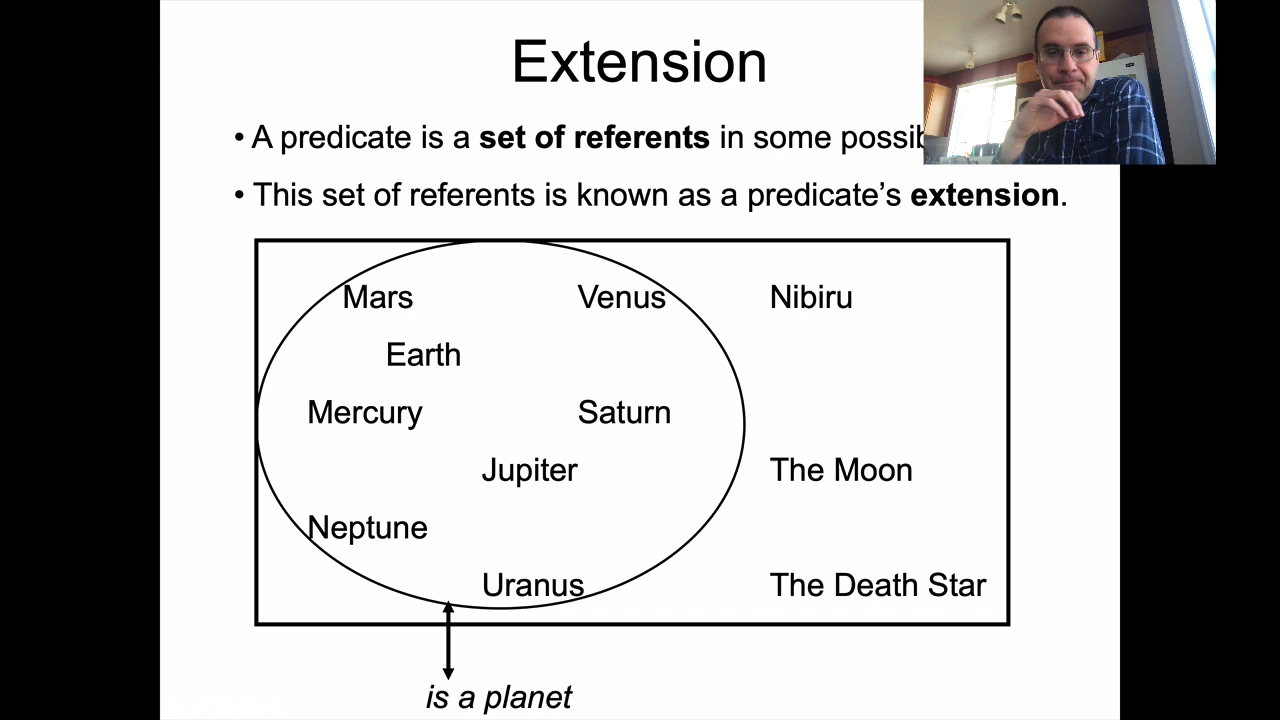 Extension
• A predicate is a set of referents in some
• This set of referents is known as a predicate’s extension.
Mars Venus Nibiru
Earth
Mercury Saturn
Jupiter The Moon
Neptune
Uranus The Death Star
is a planet